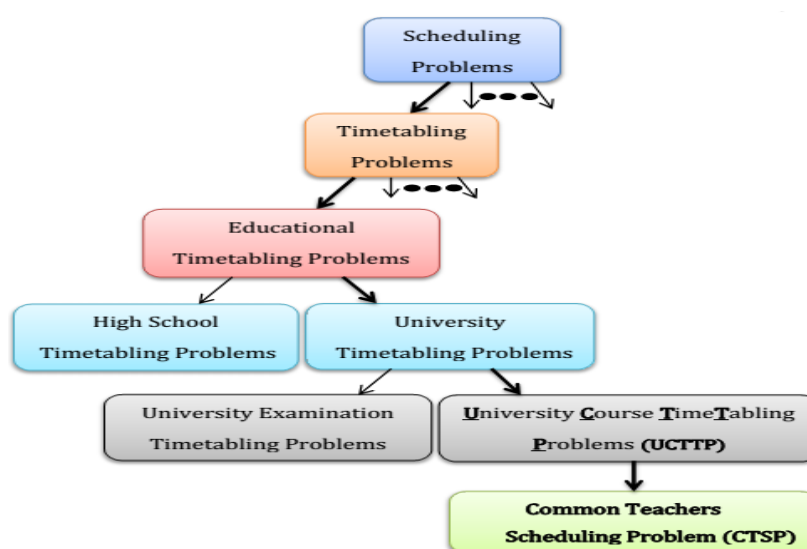 Scheduling
Problems
Timetabling
Problems
Educational
Timetabling Problems
High School
Timetabling Problems
University
Timetabling Problems
University Examination
Timetabling Problems
University Course TimeTabling
Problems (UCTTP)
Common Teachers
Scheduling Problem (CTSP)